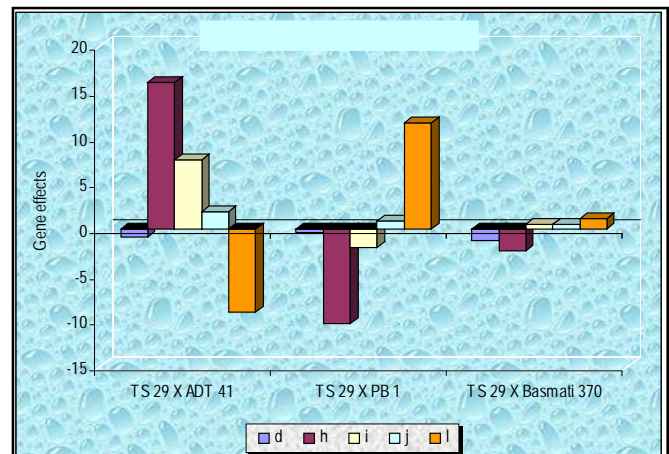 20
15
10
5
0
-5
-10
-15
Gene effects
TS 29 X ADT 41
TS 29 X PB 1
TS 29 X Basmati 370
d h i j l